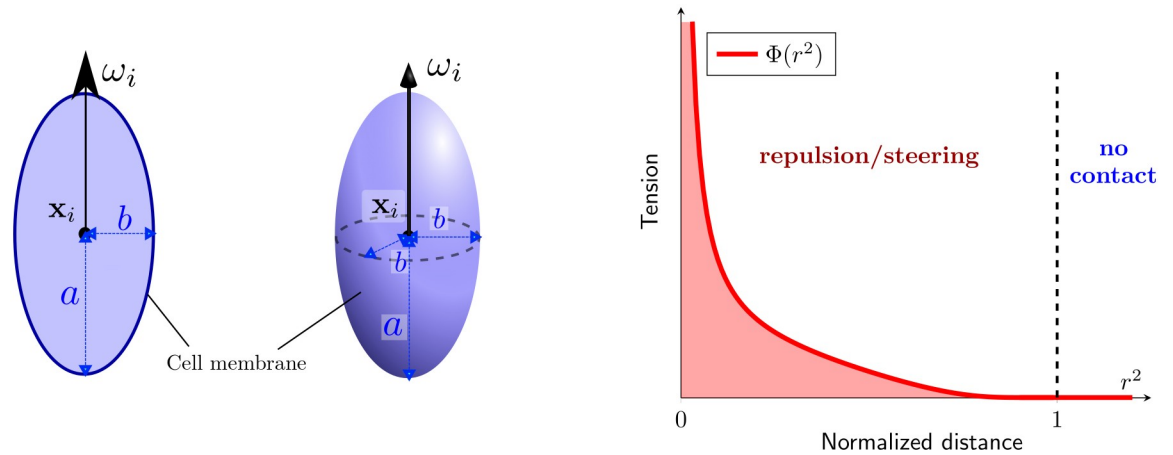 ωᵢ
xᵢ
b
a
Cell membrane
ωᵢ
xᵢ
b
b
a
Φ(r²)
repulsion/steering
no
contact
Tension
r²
0
1
Normalized distance